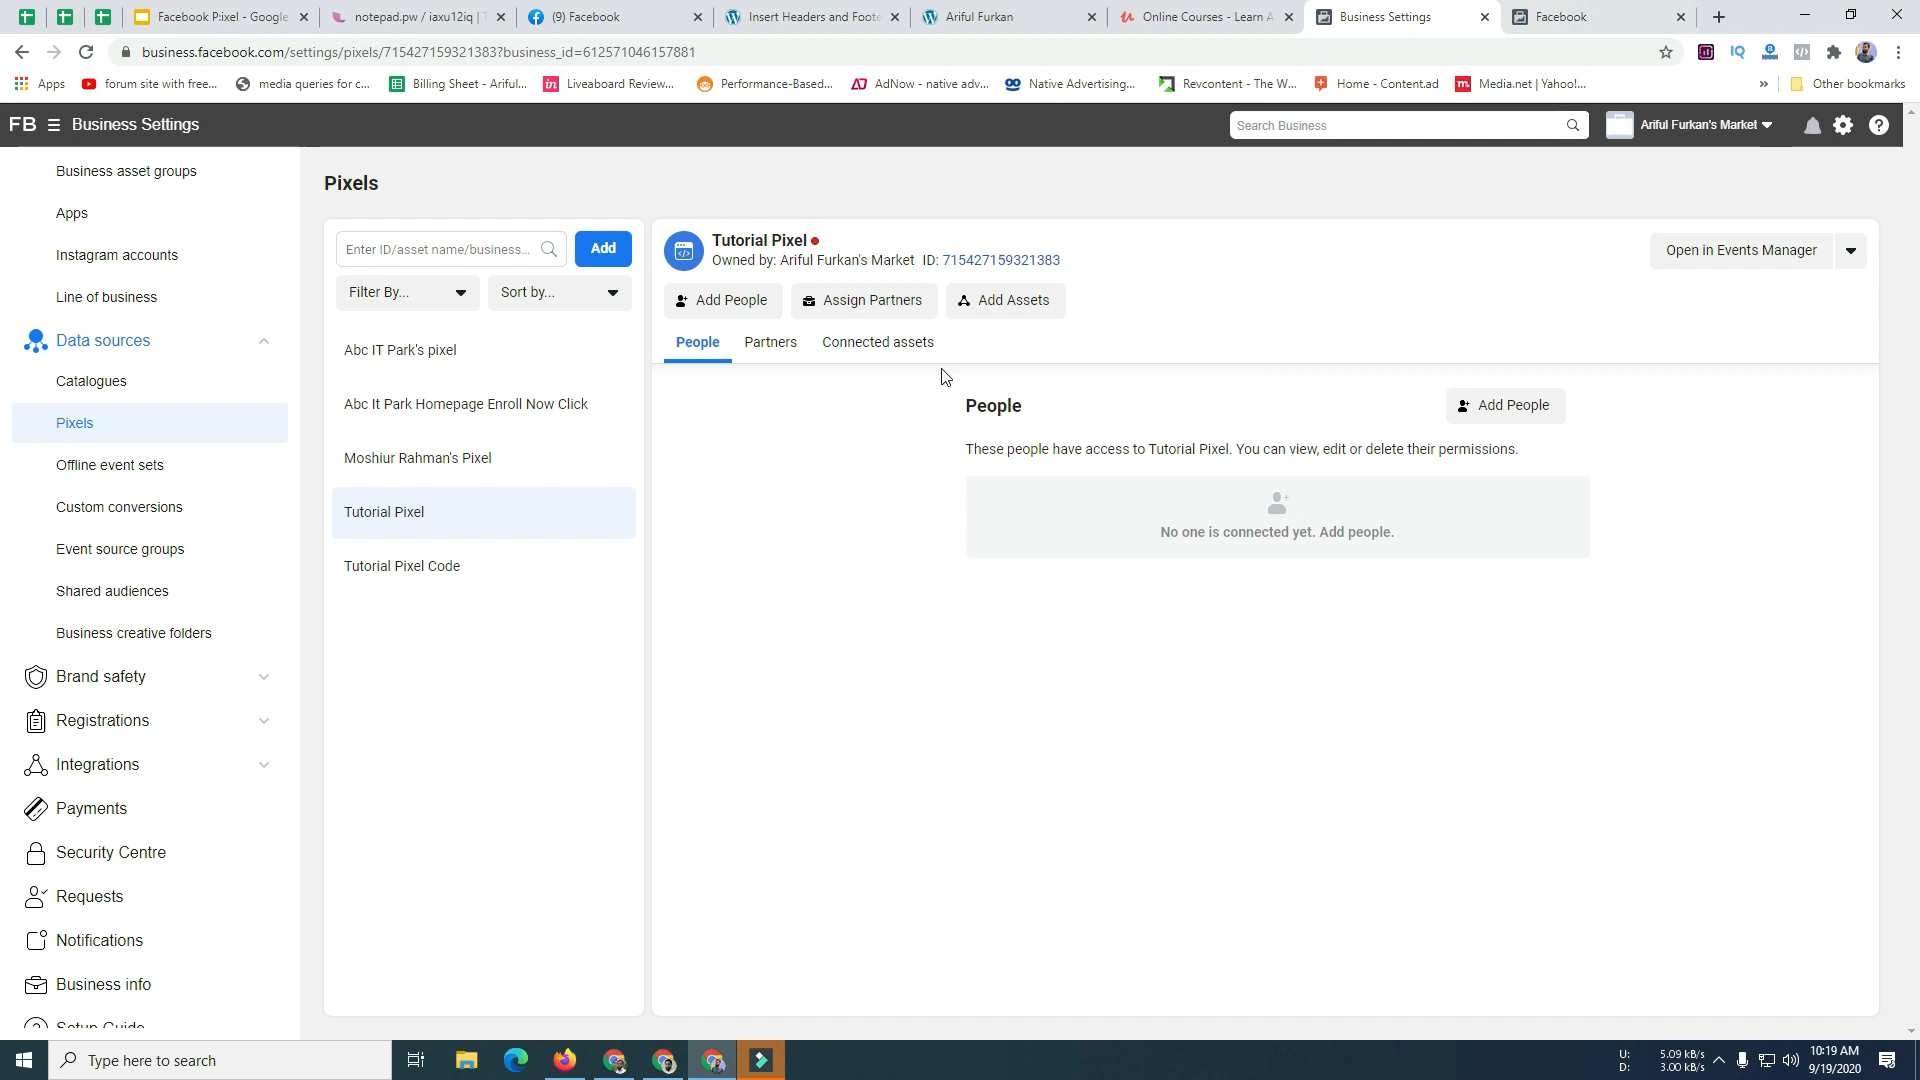 Facebook P:ixel - Google
notepad.pw / iaxu12iq | T
(9) Facebook
Insert Headers and Foote
Ariful Furkan
Online Courses - Learn A
Business Settings
Facebook
business.facebook.com/settings/pixels/715427159321383?business_id=612571046157881
Apps
forum site with free...
media queries for c...
Billing Sheet - Ariful...
Liveaboard Review...
Performance-Based...
AdNow - native adv...
Native Advertising...
Revcontent - The W...
Home - Content.ad
Media.net | Yahoo!...
»
Other bookmarks
FB
Business Settings
Search Business
Ariful Furkan's Market
Business asset groups
Apps
Instagram accounts
Line of business
Data sources
Catalogues
Pixels
Offline event sets
Custom conversions
Event source groups
Shared audiences
Business creative folders
Brand safety
Registrations
Integrations
Payments
Security Centre
Requests
Notifications
Business info
Setup Guide
Pixels
Enter ID/asset name/business...
Add
Filter By...
Sort by...
Abc IT Park's pixel
Abc It Park Homepage Enroll Now Click
Moshiur Rahman's Pixel
Tutorial Pixel
Tutorial Pixel Code
Tutorial Pixel
Owned by: Ariful Furkan's Market ID: 715427159321383
Open in Events Manager
Add People
Assign Partners
Add Assets
People
Partners
Connected assets
People
Add People
These people have access to Tutorial Pixel. You can view, edit or delete their permissions.
No one is connected yet. Add people.
Type here to search
U: 5.09 kB/s
D: 3.00 kB/s
10:19 AM
9/19/2020